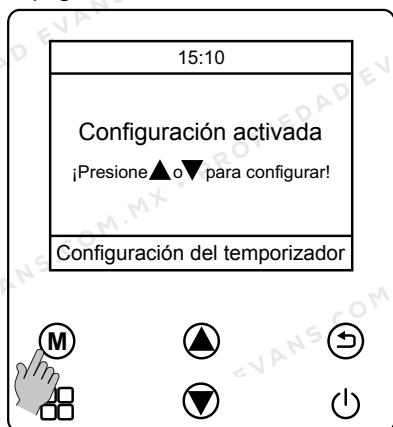 15:10
Configuración activada
¡Presione▲o▼para configurar!
Configuración del temporizador
M